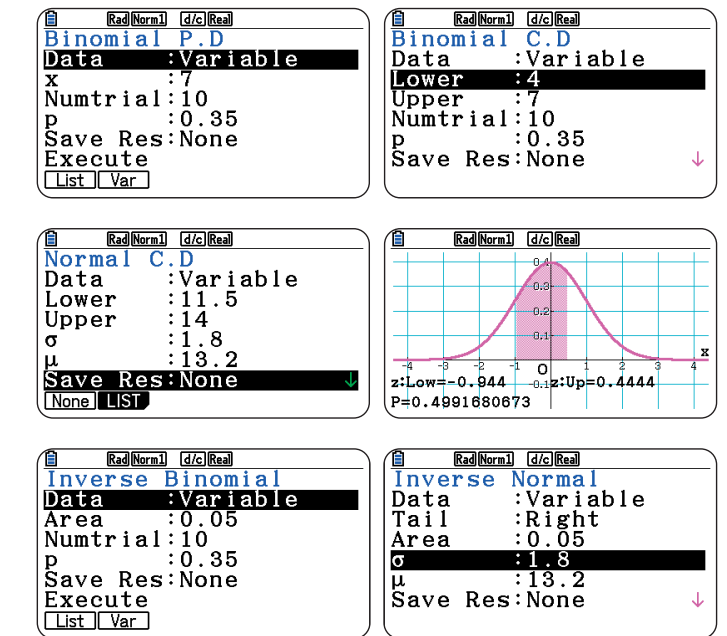 Rad Norm1 d/c Real
Binomial P.D
Data :Variable
x :7
Numtrial:10
p :0.35
Save Res:None
Execute
List Var
Rad Norm1 d/c Real
Binomial C.D
Data :Variable
Lower :4
Upper :7
Numtrial:10
p :0.35
Save Res:None ↓
Rad Norm1 d/c Real
Normal C.D
Data :Variable
Lower :11.5
Upper :14
σ :1.8
μ :13.2
Save Res:None ↓
None LIST
Rad Norm1 d/c Real
0.4
0.3
0.2
0.1
x
-4 -3 -2 -1 O 1 2 3 4
-0.1
z:Low=-0.944 z:Up=0.4444
P=0.4991680673
Rad Norm1 d/c Real
Inverse Binomial
Data :Variable
Area :0.05
Numtrial:10
p :0.35
Save Res:None
Execute
List Var
Rad Norm1 d/c Real
Inverse Normal
Data :Variable
Tail :Right
Area :0.05
σ :1.8
μ :13.2
Save Res:None ↓